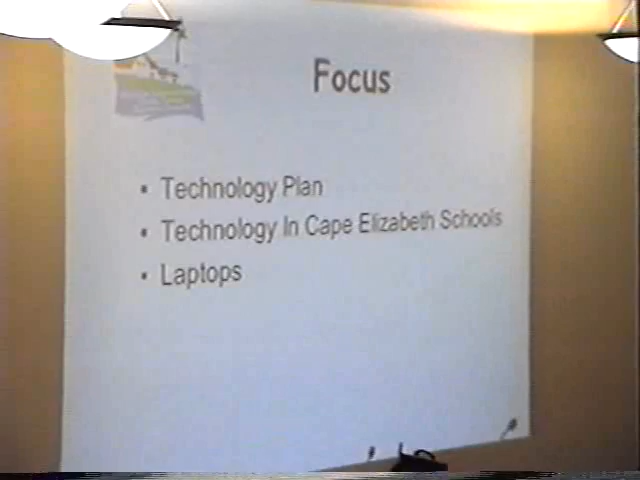 Focus
▪ Technology Plan
▪ Technology In Cape Elizabeth Schools
▪ Laptops